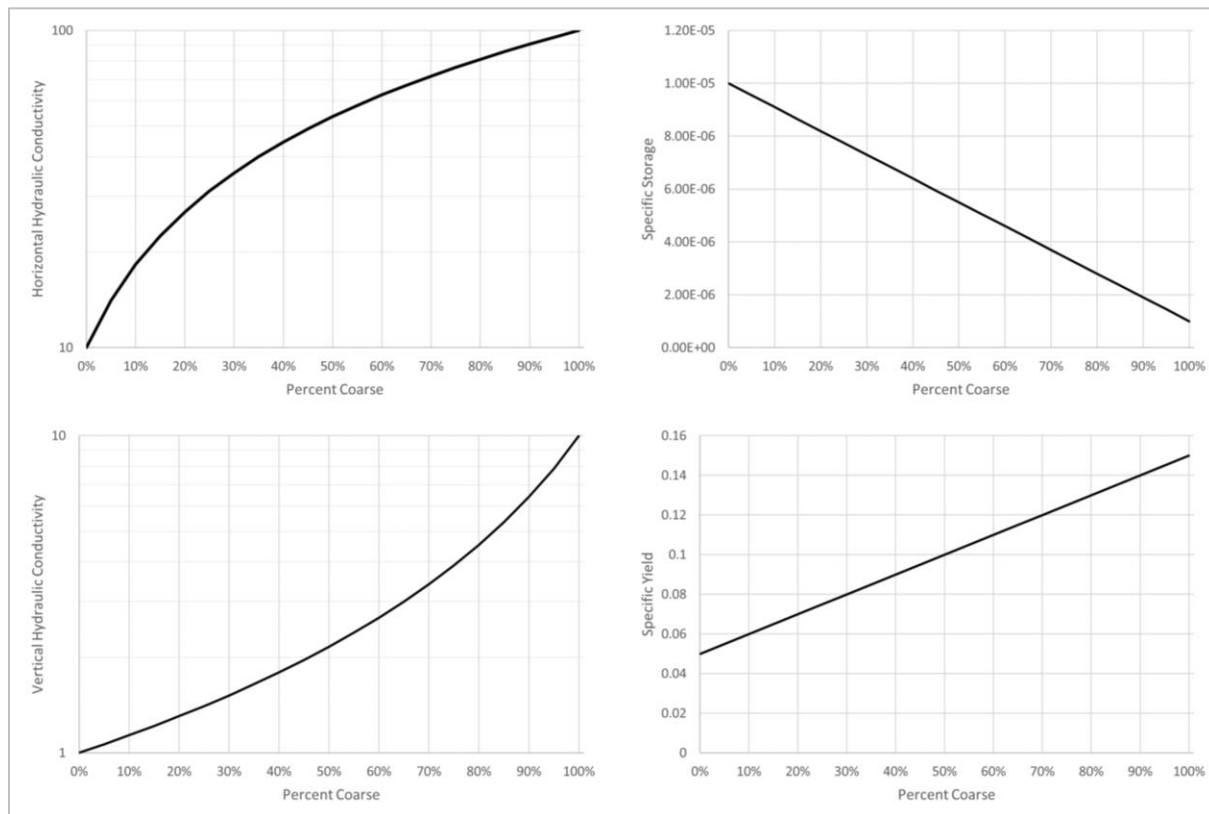 100
10
Horizontal Hydraulic Conductivity
0% 10% 20% 30% 40% 50% 60% 70% 80% 90% 100%
Percent Coarse
1.20E-05
1.00E-05
8.00E-06
6.00E-06
4.00E-06
2.00E-06
0.00E+00
Specific Storage
0% 10% 20% 30% 40% 50% 60% 70% 80% 90% 100%
Percent Coarse
10
1
Vertical Hydraulic Conductivity
0% 10% 20% 30% 40% 50% 60% 70% 80% 90% 100%
Percent Coarse
0.16
0.14
0.12
0.1
0.08
0.06
0.04
0.02
0
Specific Yield
0% 10% 20% 30% 40% 50% 60% 70% 80% 90% 100%
Percent Coarse